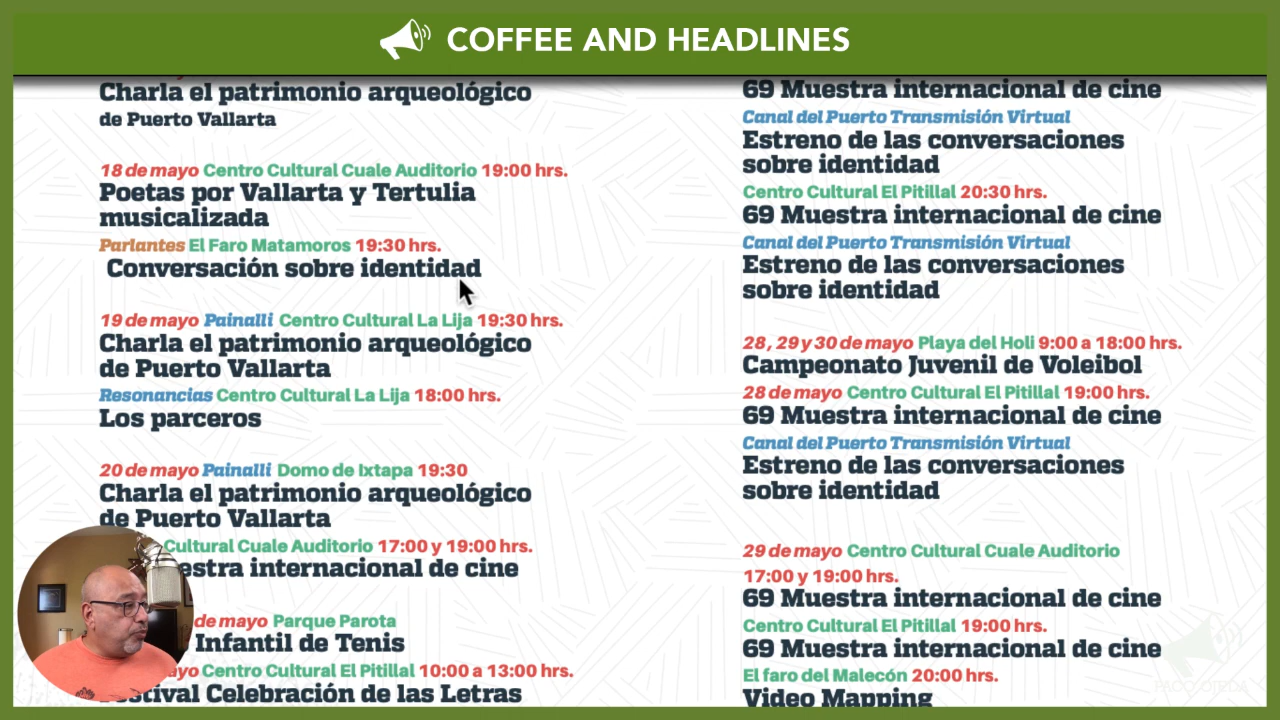 COFFEE AND HEADLINES
Charla el patrimonio arqueológico
de Puerto Vallarta
18 de mayo Centro Cultural Cuale Auditorio 19:00 hrs.
Poetas por Vallarta y Tertulia
musicalizada
Parlantes El Faro Matamoros 19:30 hrs.
Conversación sobre identidad
19 de mayo Painalli Centro Cultural La Lija 19:30 hrs.
Charla el patrimonio arqueológico
de Puerto Vallarta
Resonancias Centro Cultural La Lija 18:00 hrs.
Los parceros
20 de mayo Painalli Domo de Ixtapa 19:30
Charla el patrimonio arqueológico
de Puerto Vallarta
Cultural Cuale Auditorio 17:00 y 19:00 hrs.
estra internacional de cine
de mayo Parque Parota
Infantil de Tenis
Centro Cultural El Pitillal 10:00 a 13:00 hrs.
estival Celebración de las Letras
69 Muestra internacional de cine
Canal del Puerto Transmisión Virtual
Estreno de las conversaciones
sobre identidad
Centro Cultural El Pitillal 20:30 hrs.
69 Muestra internacional de cine
Canal del Puerto Transmisión Virtual
Estreno de las conversaciones
sobre identidad
28, 29 y 30 de mayo Playa del Holi 9:00 a 18:00 hrs.
Campeonato Juvenil de Voleibol
28 de mayo Centro Cultural El Pitillal 19:00 hrs.
69 Muestra internacional de cine
Canal del Puerto Transmisión Virtual
Estreno de las conversaciones
sobre identidad
29 de mayo Centro Cultural Cuale Auditorio
17:00 y 19:00 hrs.
69 Muestra internacional de cine
Centro Cultural El Pitillal 19:00 hrs.
69 Muestra internacional de cine
El faro del Malecón 20:00 hrs.
Video Mapping
PACO OJEDA